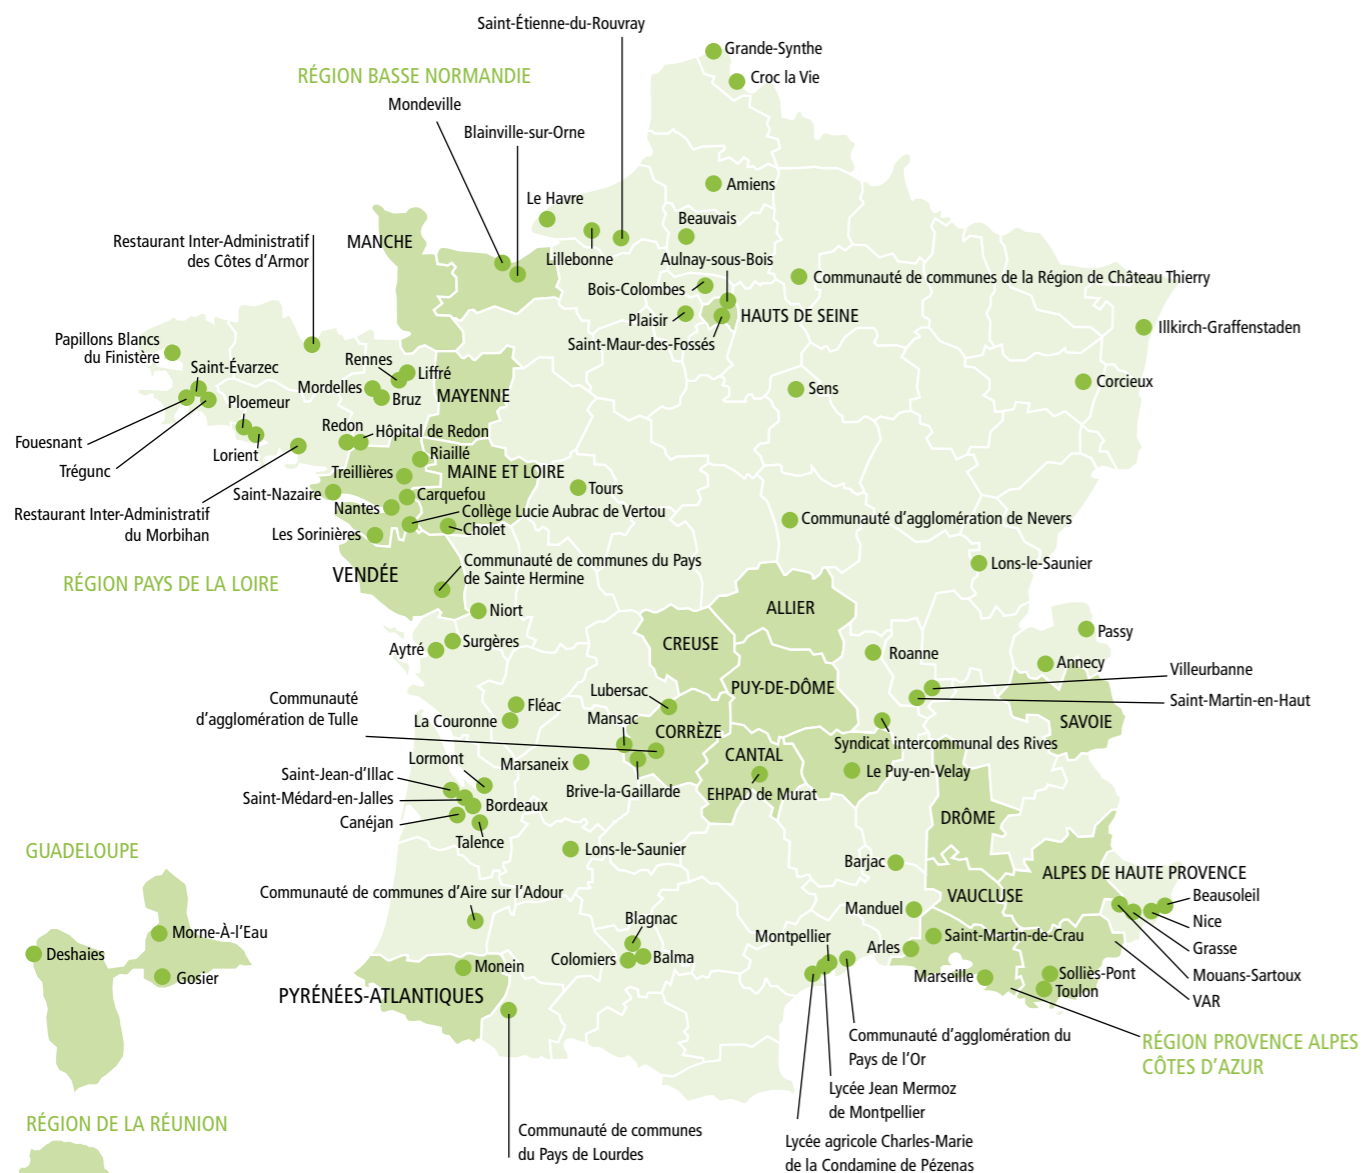 Saint-Étienne-du-Rouvray
Grande-Synthe
RÉGION BASSE NORMANDIE
Croc la Vie
Mondeville
Blainville-sur-Orne
Amiens
Le Havre
Beauvais
MANCHE
Restaurant Inter-Administratif
des Côtes d'Armor
Lillebonne
Aulnay-sous-Bois
Communauté de communes de la Région de Château Thierry
Bois-Colombes
Plaisir
HAUTS DE SEINE
Illkirch-Graffenstaden
Saint-Maur-des-Fossés
Papillons Blancs
du Finistère
Saint-Évarzec
Rennes
Liffré
Mordelles
Bruz
MAYENNE
Sens
Corcieux
Ploemeur
Fouesnant
Redon
Hôpital de Redon
Trégunc
Lorient
Riaillé
Treillières
MAINE ET LOIRE
Saint-Nazaire
Carquefou
Tours
Nantes
Collège Lucie Aubrac de Vertou
Restaurant Inter-Administratif
du Morbihan
Les Sorinières
Cholet
Communauté d'agglomération de Nevers
Communauté de communes du Pays
de Sainte Hermine
Lons-le-Saunier
RÉGION PAYS DE LA LOIRE
VENDÉE
Niort
ALLIER
Passy
Aytré
Surgères
CREUSE
Roanne
Annecy
Villeurbanne
Communauté
d'agglomération de Tulle
Lubersac
PUY-DE-DÔME
Saint-Martin-en-Haut
Fléac
La Couronne
Mansac
CORRÈZE
SAVOIE
Syndicat intercommunal des Rives
Lormont
Marsaneix
CANTAL
Saint-Jean-d'Illac
Le Puy-en-Velay
Saint-Médard-en-Jalles
Bordeaux
Brive-la-Gaillarde
EHPAD de Murat
Canéjan
Talence
DRÔME
GUADELOUPE
Lons-le-Saunier
Barjac
ALPES DE HAUTE PROVENCE
Communauté de communes d'Aire sur l'Adour
VAUCLUSE
Beausoleil
Manduel
Blagnac
Nice
Morne-À-l'Eau
Montpellier
Saint-Martin-de-Crau
Grasse
Deshaies
Colomiers
Balma
Arles
Monein
Gosier
Marseille
Solliès-Pont
Mouans-Sartoux
PYRÉNÉES-ATLANTIQUES
Toulon
VAR
Communauté d'agglomération du
Pays de l'Or
RÉGION PROVENCE ALPES
CÔTES D'AZUR
Lycée Jean Mermoz
de Montpellier
RÉGION DE LA RÉUNION
Communauté de communes
du Pays de Lourdes
Lycée agricole Charles-Marie
de la Condamine de Pézenas